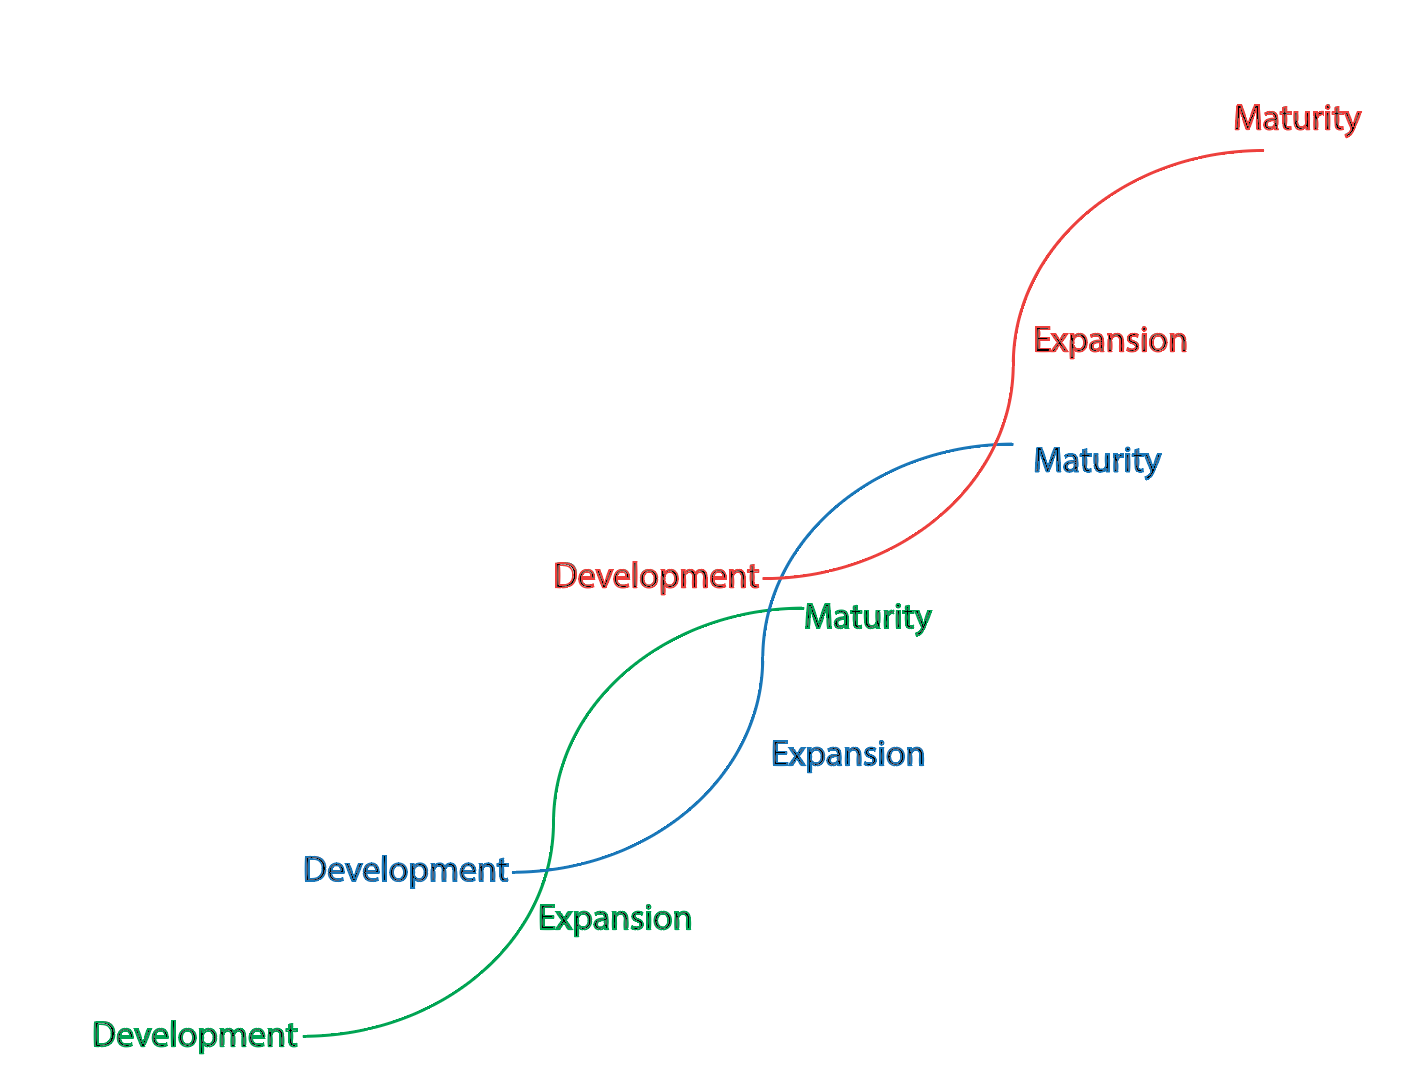 Maturity
Expansion
Maturity
Development
Maturity
Expansion
Development
Expansion
Development